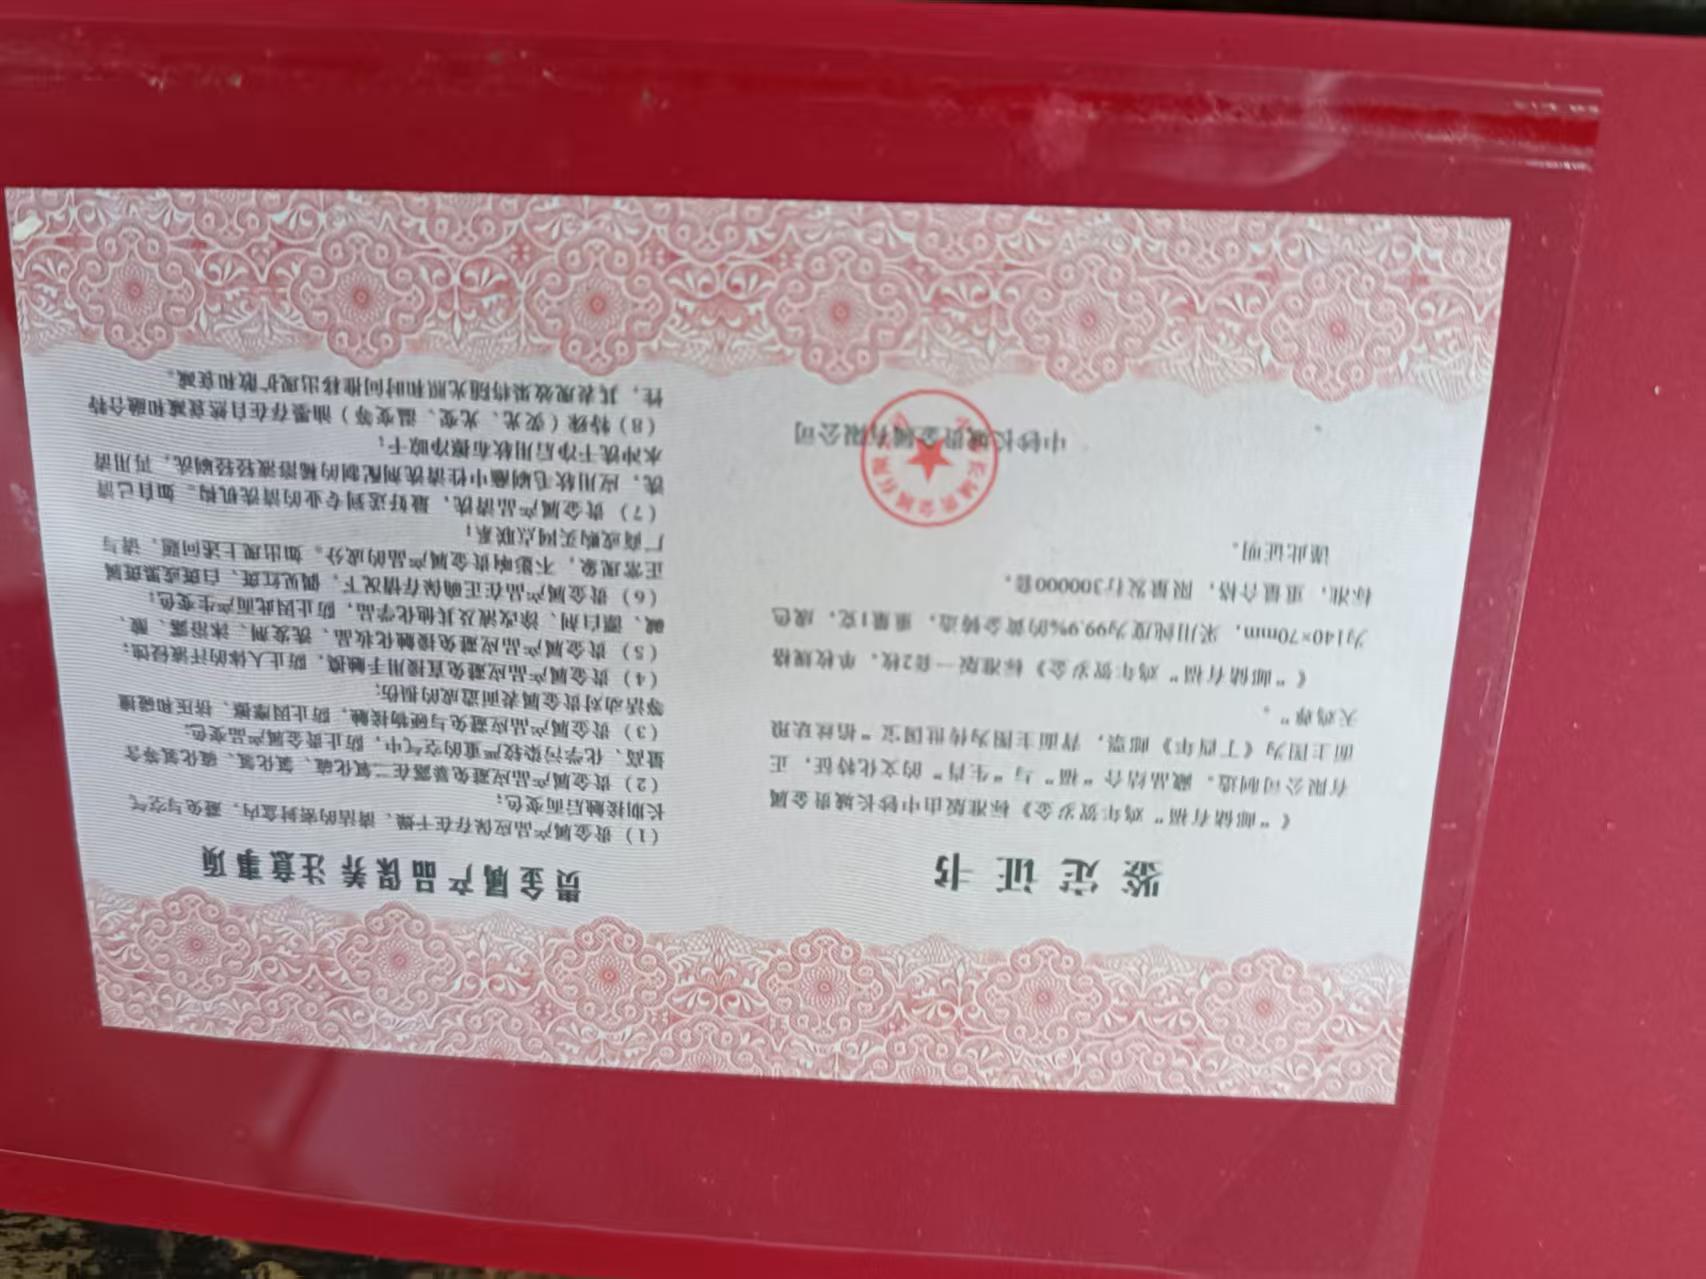 鉴定证书
《“邮储有福”鸡年贺岁金》标准版由中钞长城贵金属
有限公司制造。藏品结合“福”与“生肖”的文化特征，正
面主图为《丁酉年》邮票，背面主图为传世国宝“掐丝珐琅
天鸡尊”。
《“邮储有福”鸡年贺岁金》标准版一套2枚，单枚规格
为140×70mm，采用纯度为99.9%的黄金铸造，重量1克，成色
标准，重量合格，限量发行300000套。
谨此证明。
中钞长城贵金属有限公司
贵金属产品保养注意事项
（1）贵金属产品应保存在干燥、清洁的密封盒内，避免与空气
长期接触后而变色；
（2）贵金属产品应避免暴露在二氧化硫、氯化氢、硫化氢等含
量高、化学污染较严重的空气中，防止贵金属产品变色；
（3）贵金属产品应避免与硬物接触，防止因摩擦、挤压和碰撞
等活动对贵金属表面造成的损伤；
（4）贵金属产品应避免直接用手触摸，防止人体的汗液侵蚀；
（5）贵金属产品应避免接触化妆品、洗发剂、沐浴露、酸、
碱、漂白剂、涂改液及其他化学品，防止因此而产生变色；
（6）贵金属产品在正确保存情况下，偶见红斑、白斑或黑斑属
正常现象，不影响贵金属产品的成分。如出现上述问题，请与
厂商或购买网点联系；
（7）贵金属产品清洗，最好送到专业的清洗机构。如自己清
洗，应用软毛刷蘸中性清洗剂配制的稀溶液轻轻刷洗，再用清
水冲洗干净后用软布擦净晾干；
（8）特殊（荧光、光变、温变等）油墨存在自然衰减和融合特
性，其表现效果将随光照和时间推移出现扩散和衰减。